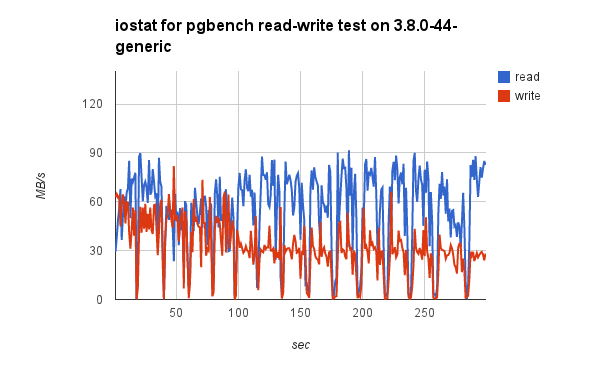 iostat for pgbench read-write test on 3.8.0-44-
generic
read
write
120
90
60
30
0
MB/s
50
100
150
200
250
sec